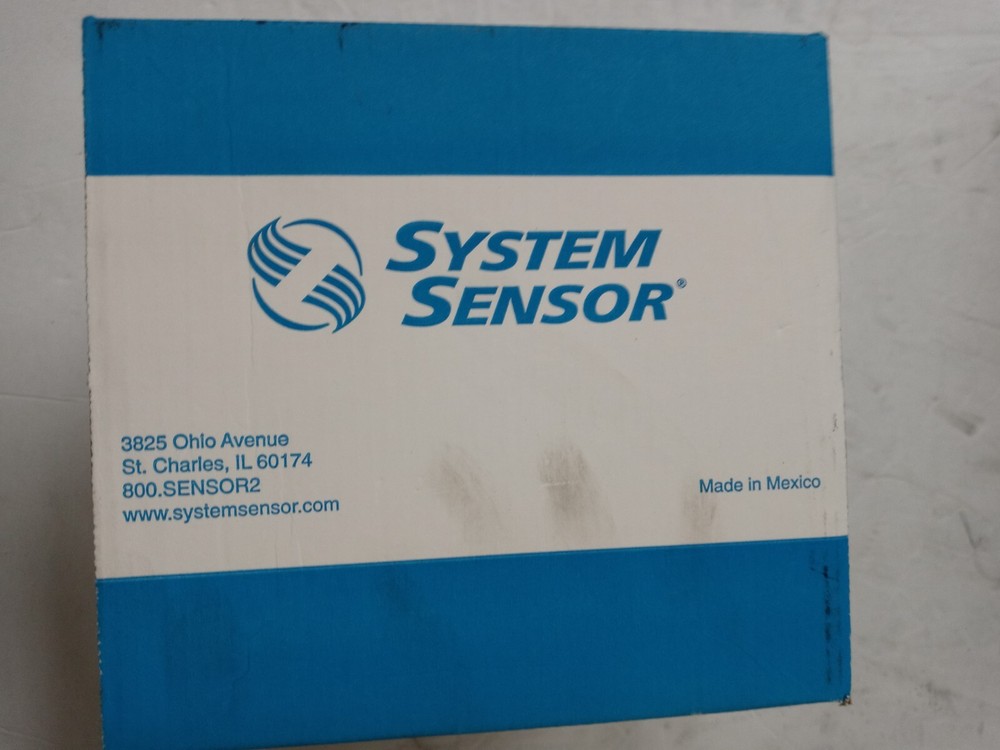 SYSTEM
SENSOR®
3825 Ohio Avenue
St. Charles, IL 60174
800.SENSOR2
www.systemsensor.com
Made in Mexico